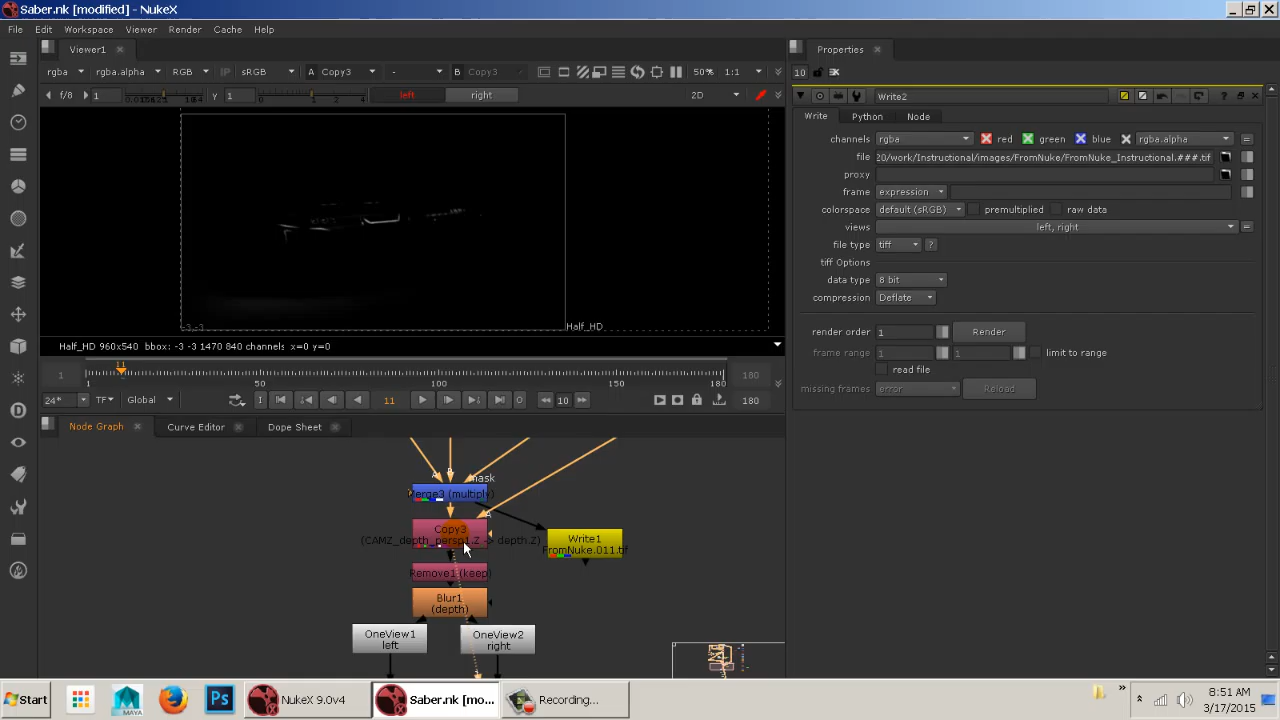 Saber.nk [modified] - NukeX
File Edit Workspace Viewer Render Cache Help
Viewer1
Properties
rgba rgba.alpha RGB IP sRGB A Copy3 - B Copy3 50% 1:1
10
f/8 1 y 1 left right 2D
Write2
Write Python Node
channels rgba red green blue rgba.alpha
file 20/work/Instructional/images/FromNuke/FromNuke_Instructional.###.tif
proxy
frame expression
colorspace default (sRGB) premultiplied raw data
views left, right
file type tiff ?
tiff Options
data type 8 bit
compression Deflate
render order 1 Render
frame range 1 1 limit to range
read file
missing frames error Reload
-3,-3 Half_HD
Half_HD 960x540 bbox: -3 -3 1470 840 channels x=0 y=0
1 11 180
1 50 100 150 180
24* TF Global I 11 O 10 180
Node Graph Curve Editor Dope Sheet
A B mask
Merge3 (multiply)
A
Copy3
(CAMZ_depth_persp1.Z -> depth.Z)
Write1
FromNuke.011.tif
Remove1 (keep)
Blur1
(depth)
OneView1
left
OneView2
right
Start MAYA Ps NukeX 9.0v4 Saber.nk [mo... Recording...
8:51 AM
3/17/2015